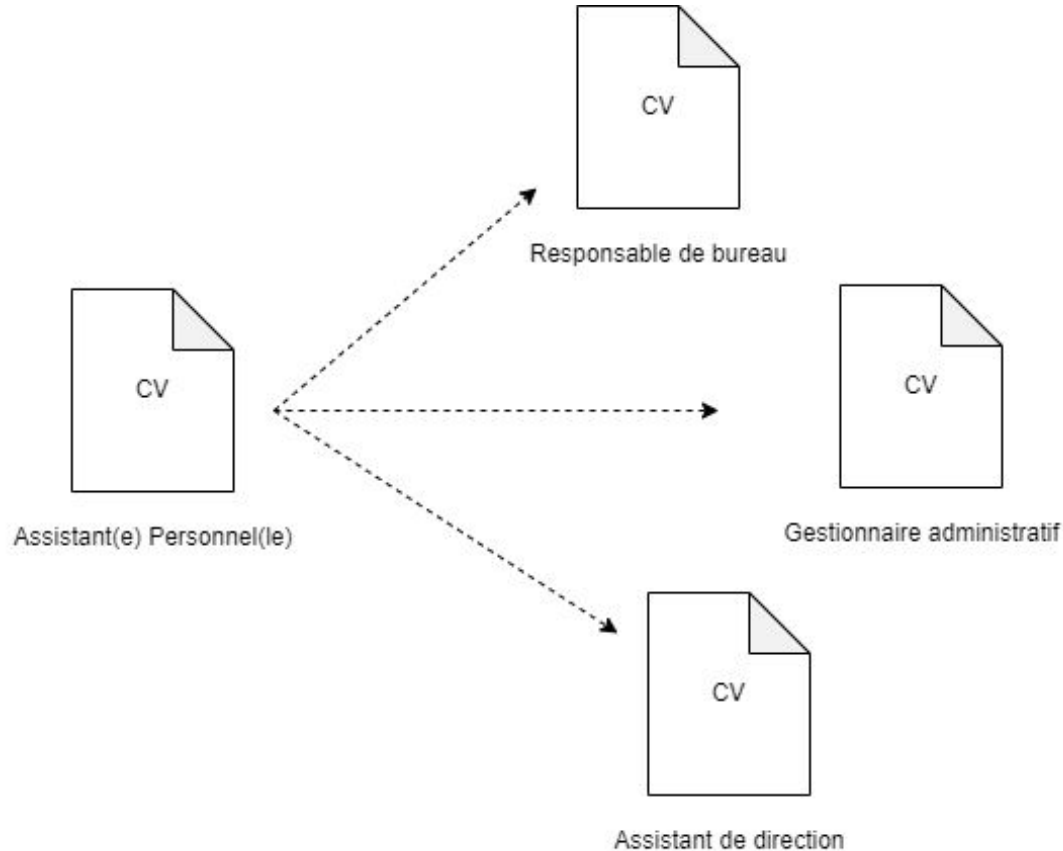 CV
Responsable de bureau
CV
Assistant(e) Personnel(le)
CV
Gestionnaire administratif
CV
Assistant de direction